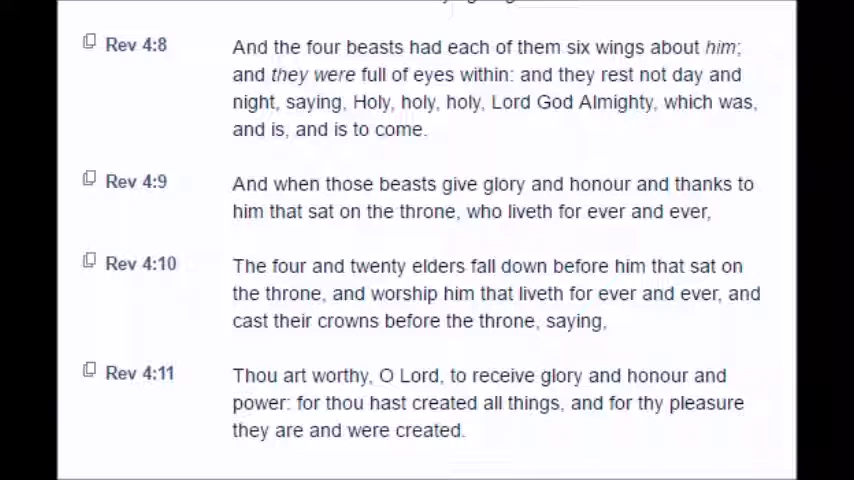 Rev 4:8 And the four beasts had each of them six wings about him;
and they were full of eyes within: and they rest not day and
night, saying, Holy, holy, holy, Lord God Almighty, which was,
and is, and is to come.
Rev 4:9 And when those beasts give glory and honour and thanks to
him that sat on the throne, who liveth for ever and ever,
Rev 4:10 The four and twenty elders fall down before him that sat on
the throne, and worship him that liveth for ever and ever, and
cast their crowns before the throne, saying,
Rev 4:11 Thou art worthy, O Lord, to receive glory and honour and
power: for thou hast created all things, and for thy pleasure
they are and were created.